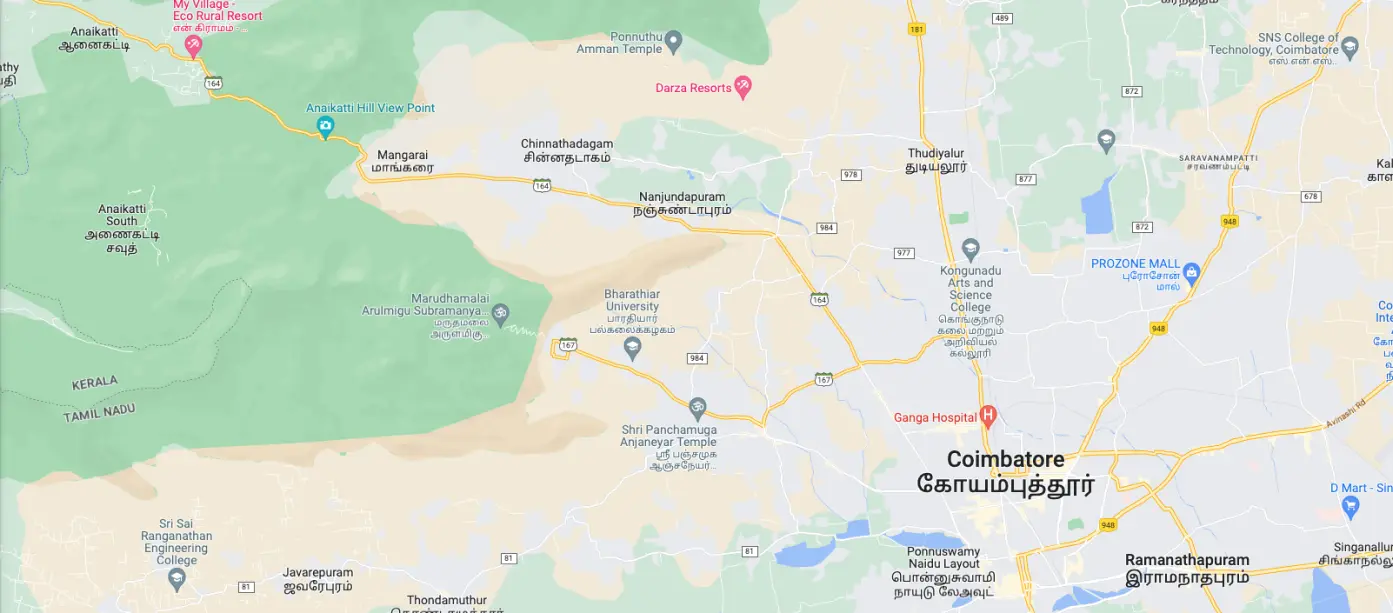 My Village -
Eco Rural Resort
என் கிராமம் -...
Anaikatti
ஆனைகட்டி
164
Anaikatti Hill View Point
Mangarai
மாங்கரை
Anaikatti
South
அணைகட்டி
சவுத்
Ponnuthu
Amman Temple
Darza Resorts
Chinnathadagam
சின்னதடாகம்
164
Nanjundapuram
நஞ்சுண்டாபுரம்
489
181
SNS College of
Technology, Coimbatore
எஸ் என் எஸ்..
872
Thudiyalur
துடியலூர்
978
877
SARAVANAMPATTI
சரவணம்பட்டி
678
948
872
984
977
Kongunadu
Arts and
Science
College
கொங்குநாடு
கலை மற்றும்
அறிவியல்
கல்லூரி
PROZONE MALL
புரோசோன்
மால்
948
164
Marudhamalai
Arulmigu Subramanya...
மருதமலை
அருள்மிகு...
Bharathiar
University
பாரதியார்
பல்கலைக்கழகம்
167
984
167
KERALA
TAMIL NADU
Shri Panchamuga
Anjaneyar Temple
ஸ்ரீ பஞ்சமுக
ஆஞ்சநேயர்...
Ganga Hospital
Avinashi Rd
Coimbatore
கோயம்புத்தூர்
D Mart - Sin
948
Sri Sai
Ranganathan
Engineering
College
81
Javarepuram
ஜவரேபுரம்
81
Thondamuthur
81
Ponnuswamy
Naidu Layout
பொன்னுசுவாமி
நாயுடு லேஅவுட்
Ramanathapuram
இராமநாதபுரம்
Singanallur
சிங்காநல்லூ